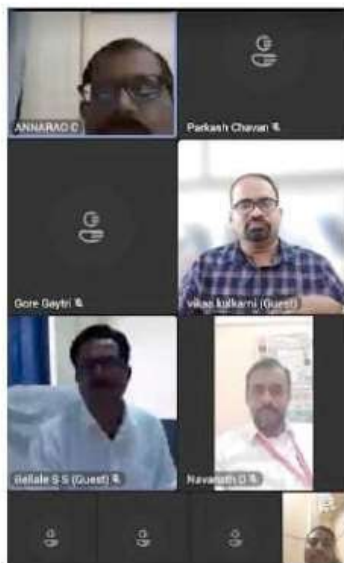 ANNARAO C
Parkash Chavan
Gore Gaytri
vikas kulkarni (Guest)
Bellale S S (Guest)
Navanath D